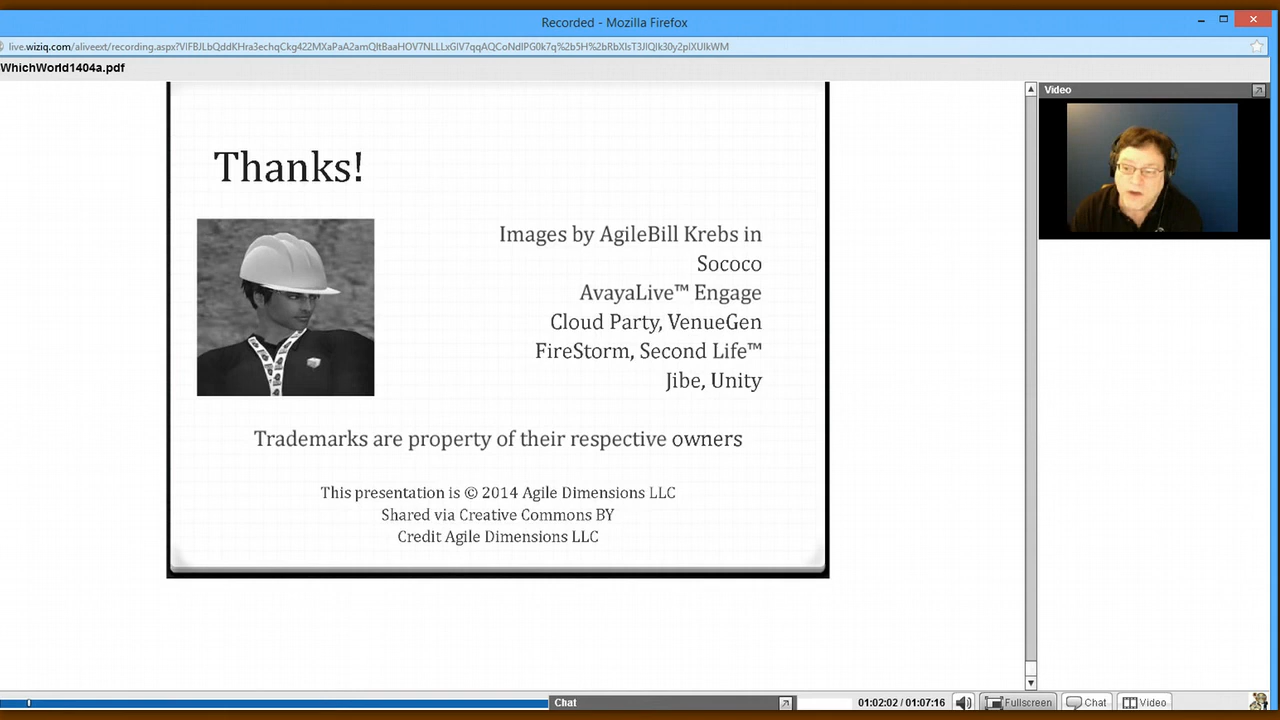 Recorded - Mozilla Firefox
WhichWorld1404a.pdf
Video
Thanks!
Images by AgileBill Krebs in
Sococo
AvayaLive™ Engage
Cloud Party, VenueGen
FireStorm, Second Life™
Jibe, Unity
Trademarks are property of their respective owners
This presentation is © 2014 Agile Dimensions LLC
Shared via Creative Commons BY
Credit Agile Dimensions LLC
Chat
01:02:02 / 01:07:16
Fullscreen
Chat
Video